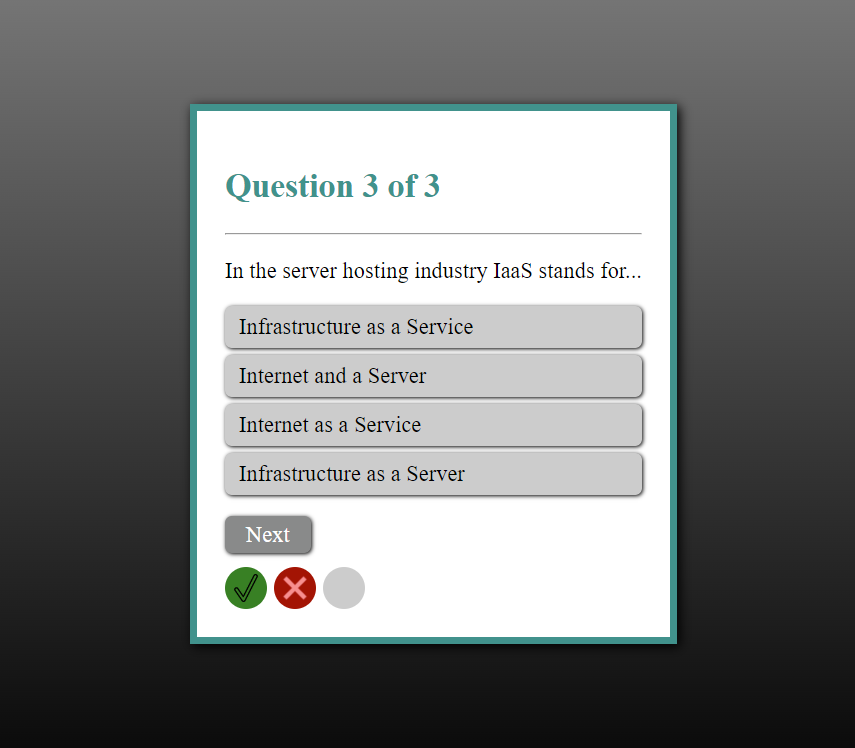 Question 3 of 3
In the server hosting industry IaaS stands for...
Infrastructure as a Service
Internet and a Server
Internet as a Service
Infrastructure as a Server
Next